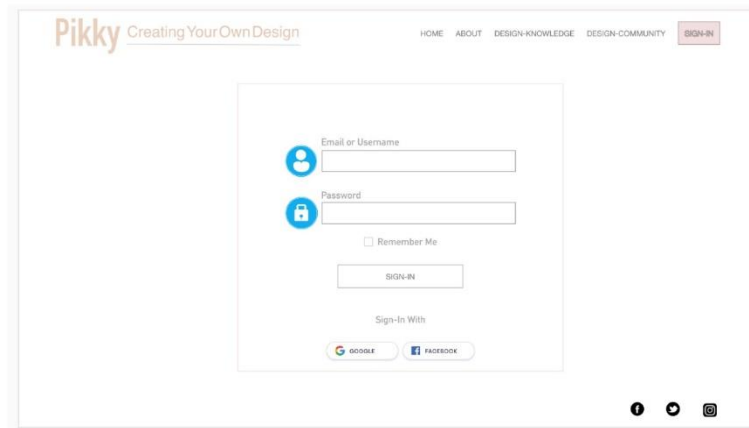 Pikky Creating Your Own Design
HOME ABOUT DESIGN-KNOWLEDGE DESIGN-COMMUNITY SIGN-IN
Email or Username
Password
Remember Me
SIGN-IN
Sign-In With
GOOGLE FACEBOOK